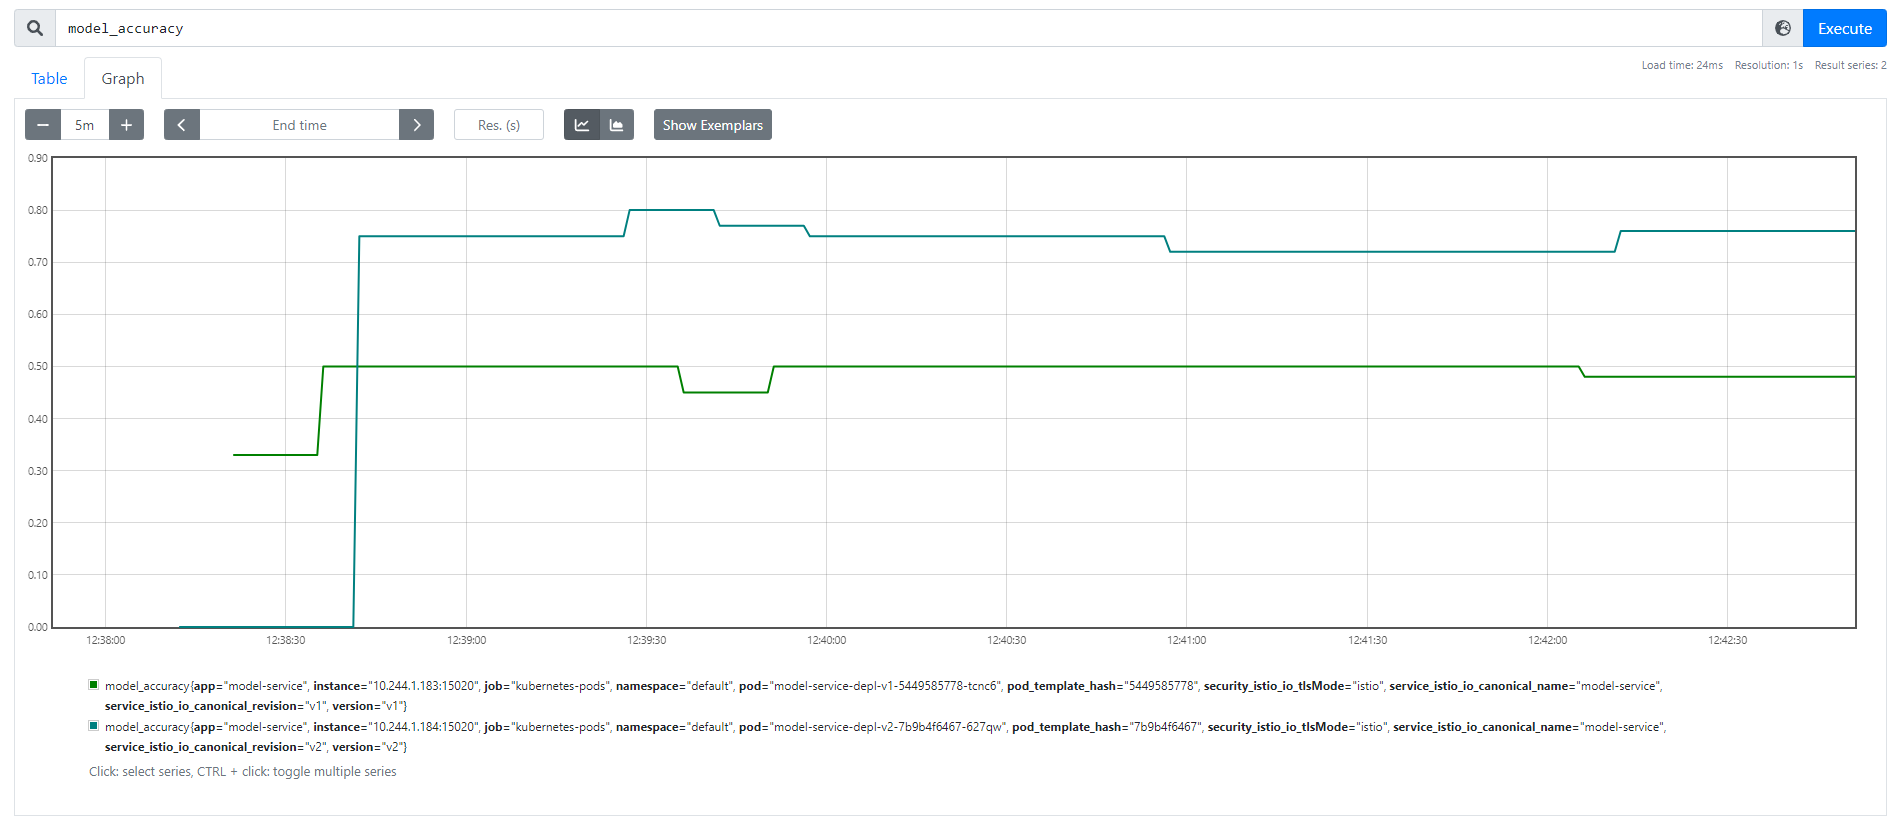 model_accuracy
Execute
Load time: 24ms Resolution: 1s Result series: 2
Table
Graph
5m
End time
Res. (s)
Show Exemplars
0.90
0.80
0.70
0.60
0.50
0.40
0.30
0.20
0.10
0.00
12:38:00 12:38:30 12:39:00 12:39:30 12:40:00 12:40:30 12:41:00 12:41:30 12:42:00 12:42:30
model_accuracy{app="model-service", instance="10.244.1.183:15020", job="kubernetes-pods", namespace="default", pod="model-service-depl-v1-5449585778-tcnc6", pod_template_hash="5449585778", security_istio_io_tlsMode="istio", service_istio_io_canonical_name="model-service",
service_istio_io_canonical_revision="v1", version="v1"}
model_accuracy{app="model-service", instance="10.244.1.184:15020", job="kubernetes-pods", namespace="default", pod="model-service-depl-v2-7b9b4f6467-627qw", pod_template_hash="7b9b4f6467", security_istio_io_tlsMode="istio", service_istio_io_canonical_name="model-service",
service_istio_io_canonical_revision="v2", version="v2"}
Click: select series, CTRL + click: toggle multiple series